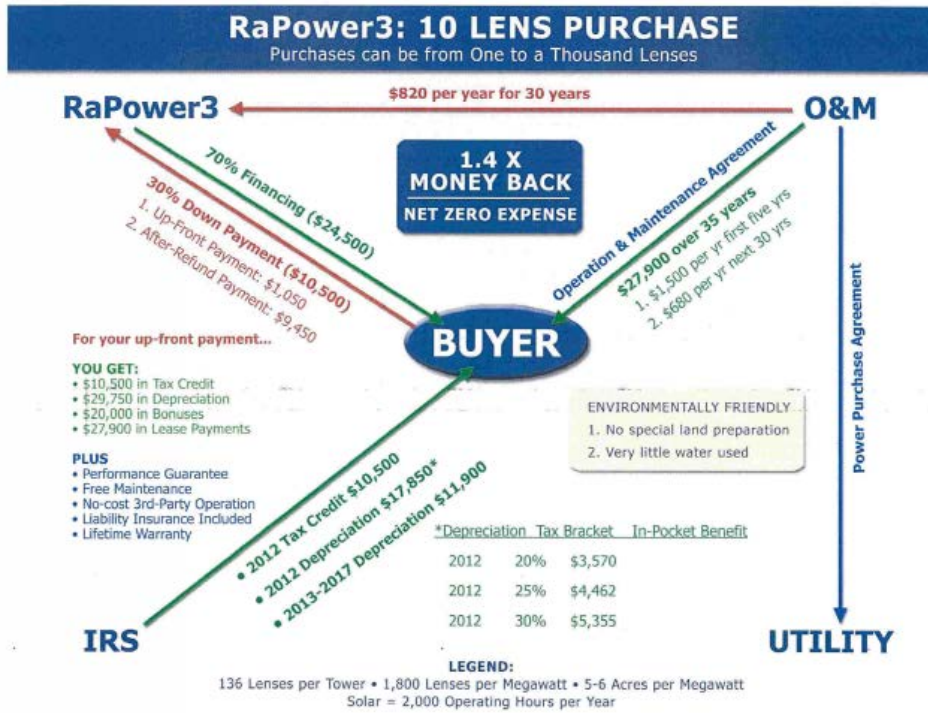 RaPower3: 10 LENS PURCHASE
Purchases can be from One to a Thousand Lenses
$820 per year for 30 years
RaPower3
O&M
1.4 X
MONEY BACK
NET ZERO EXPENSE
70% Financing ($24,500)
30% Down Payment ($10,500)
1. Up-Front Payment: $1,050
2. After-Refund Payment: $9,450
Operation & Maintenance Agreement
$27,900 over 35 years
1. $1,500 per yr first five yrs
2. $680 per yr next 30 yrs
Power Purchase Agreement
BUYER
For your up-front payment...
YOU GET:
• $10,500 in Tax Credit
• $29,750 in Depreciation
• $20,000 in Bonuses
• $27,900 in Lease Payments
PLUS
• Performance Guarantee
• Free Maintenance
• No-cost 3rd-Party Operation
• Liability Insurance Included
• Lifetime Warranty
ENVIRONMENTALLY FRIENDLY
1. No special land preparation
2. Very little water used
• 2012 Tax Credit $10,500
• 2012 Depreciation $17,850*
• 2013-2017 Depreciation $11,900
*Depreciation Tax Bracket In-Pocket Benefit
2012 20% $3,570
2012 25% $4,462
2012 30% $5,355
IRS
UTILITY
LEGEND:
136 Lenses per Tower • 1,800 Lenses per Megawatt • 5-6 Acres per Megawatt
Solar = 2,000 Operating Hours per Year